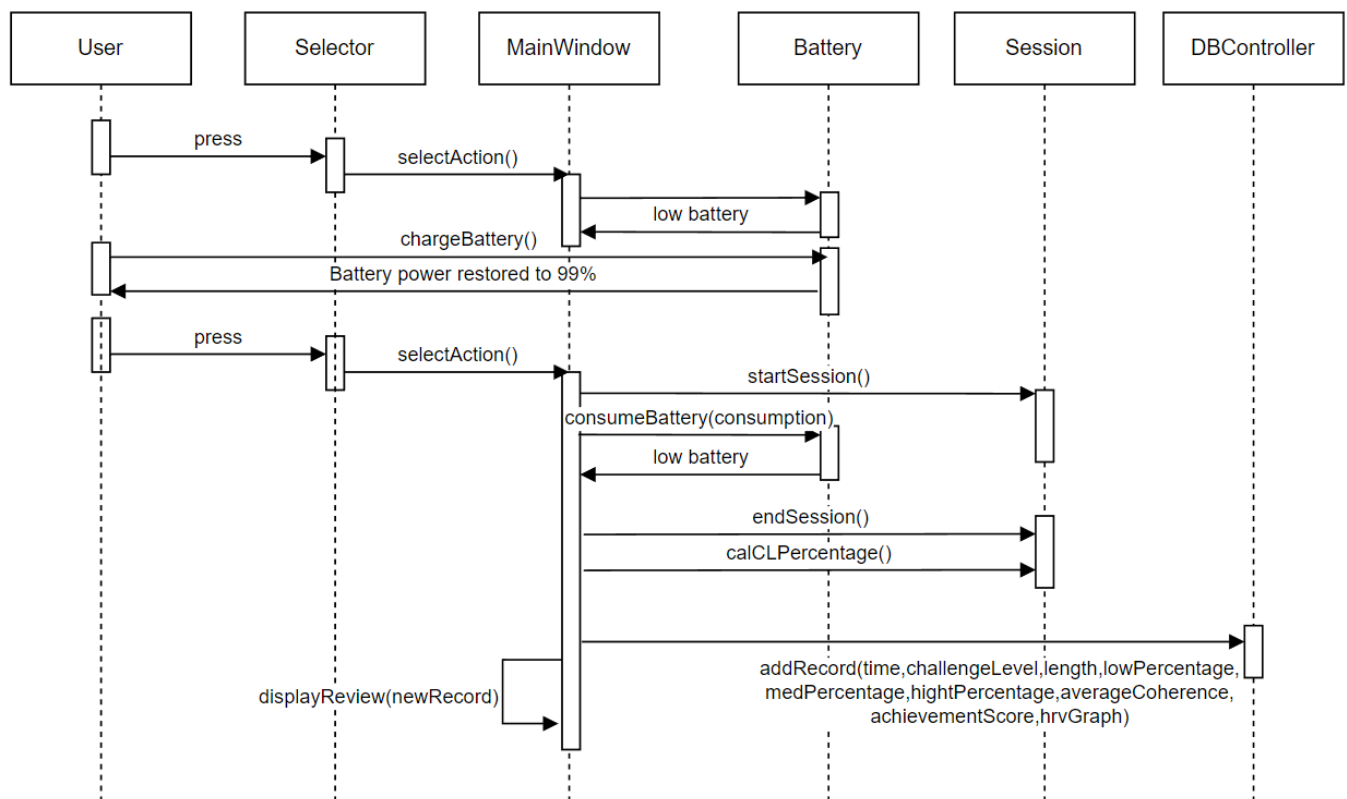 User
Selector
MainWindow
Battery
Session
DBController
press
selectAction()
low battery
chargeBattery()
Battery power restored to 99%
press
selectAction()
startSession()
consumeBattery(consumption)
low battery
endSession()
calCLPercentage()
addRecord(time,challengeLevel,length,lowPercentage,
medPercentage,hightPercentage,averageCoherence,
achievementScore,hrvGraph)
displayReview(newRecord)